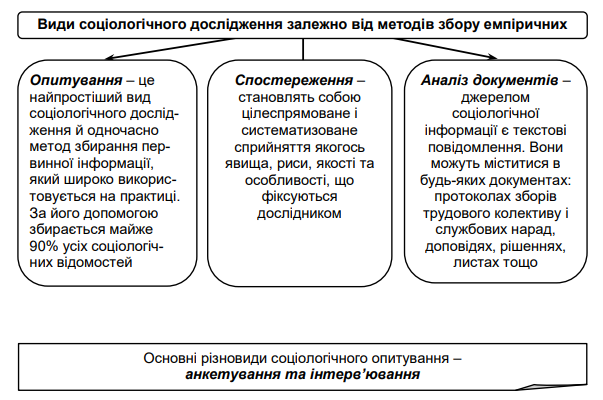 Види соціологічного дослідження залежно від методів збору емпіричних
Опитування – це
найпростіший вид
соціологічного дослід-
ження й одночасно
метод збирання пер-
винної інформації,
який широко викорис-
товується на практиці.
За його допомогою
збирається майже
90% усіх соціологіч-
них відомостей
Спостереження –
становлять собою
цілеспрямоване і
систематизоване
сприйняття якогось
явища, риси, якості та
особливості, що
фіксуються
дослідником
Аналіз документів –
джерелом
соціологічної
інформації є текстові
повідомлення. Вони
можуть міститися в
будь-яких документах:
протоколах зборів
трудового колективу і
службових нарад,
доповідях, рішеннях,
листах тощо
Основні різновиди соціологічного опитування –
анкетування та інтерв’ювання